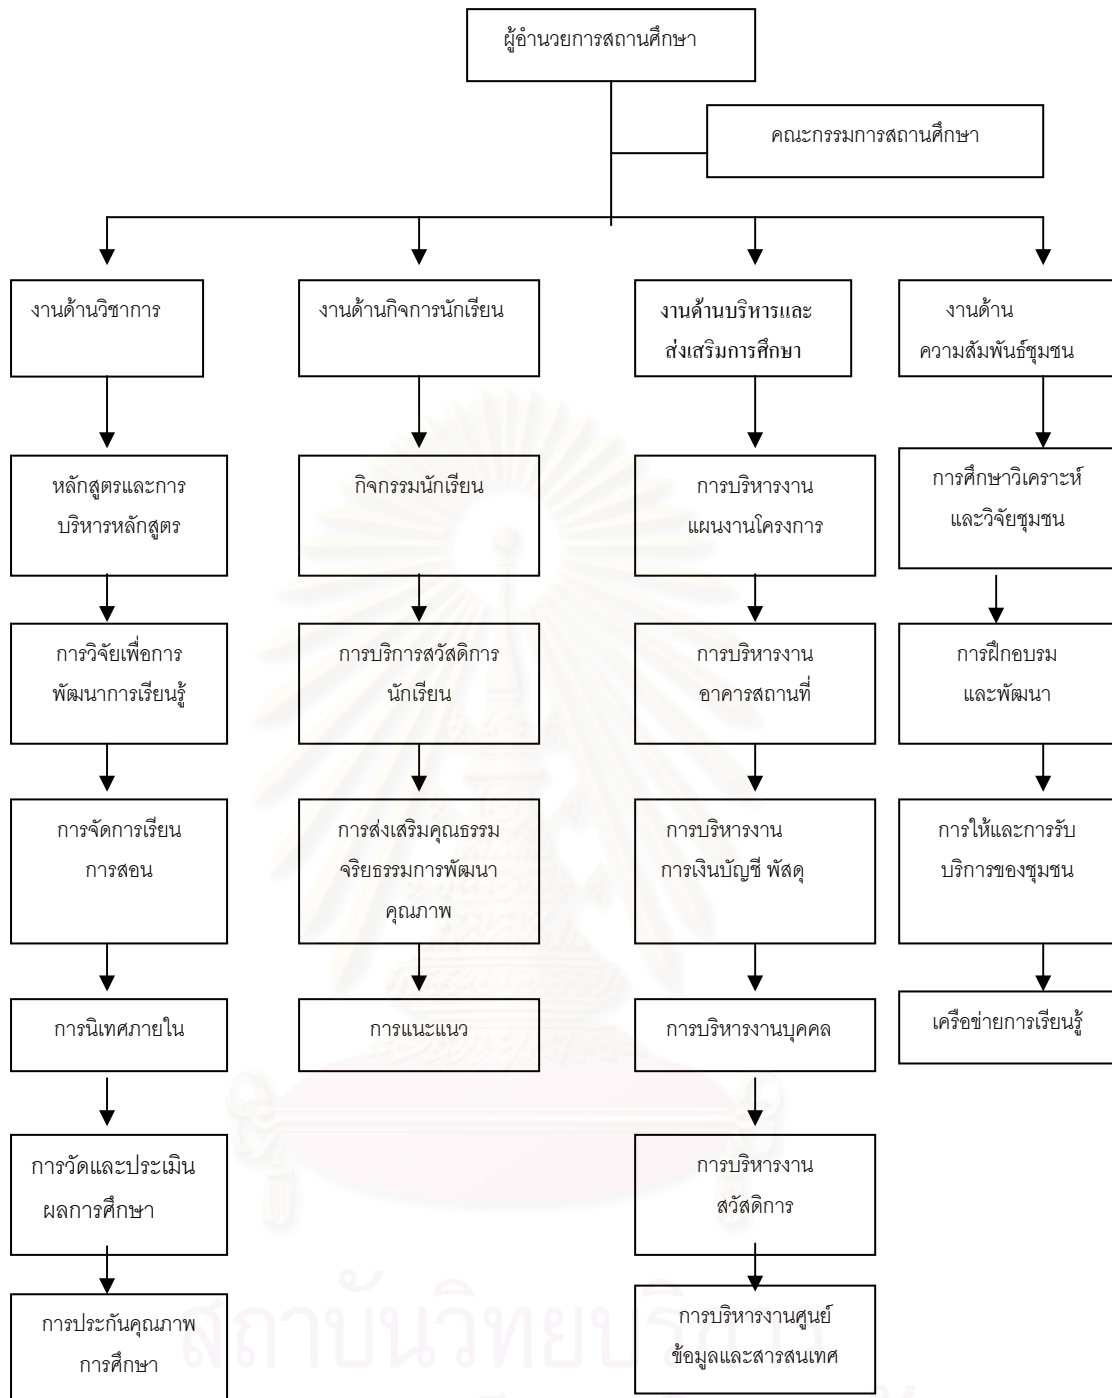 ผู้อำนวยการสถานศึกษา
คณะกรรมการสถานศึกษา
งานด้านวิชาการ
งานด้านกิจการนักเรียน
งานด้านบริหารและ
ส่งเสริมการศึกษา
งานด้าน
ความสัมพันธ์ชุมชน
หลักสูตรและการ
บริหารหลักสูตร
กิจกรรมนักเรียน
การบริหารงาน
แผนงานโครงการ
การศึกษาวิเคราะห์
และวิจัยชุมชน
การวิจัยเพื่อการ
พัฒนาการเรียนรู้
การบริการสวัสดิการ
นักเรียน
การบริหารงาน
อาคารสถานที่
การฝึกอบรม
และพัฒนา
การจัดการเรียน
การสอน
การส่งเสริมคุณธรรม
จริยธรรมการพัฒนา
คุณภาพ
การบริหารงาน
การเงินบัญชี พัสดุ
การให้และการรับ
บริการของชุมชน
การนิเทศภายใน
การแนะแนว
การบริหารงานบุคคล
เครือข่ายการเรียนรู้
การวัดและประเมิน
ผลการศึกษา
การบริหารงาน
สวัสดิการ
การประกันคุณภาพ
การศึกษา
การบริหารงานศูนย์
ข้อมูลและสารสนเทศ
สถาบันวิทยบริการ